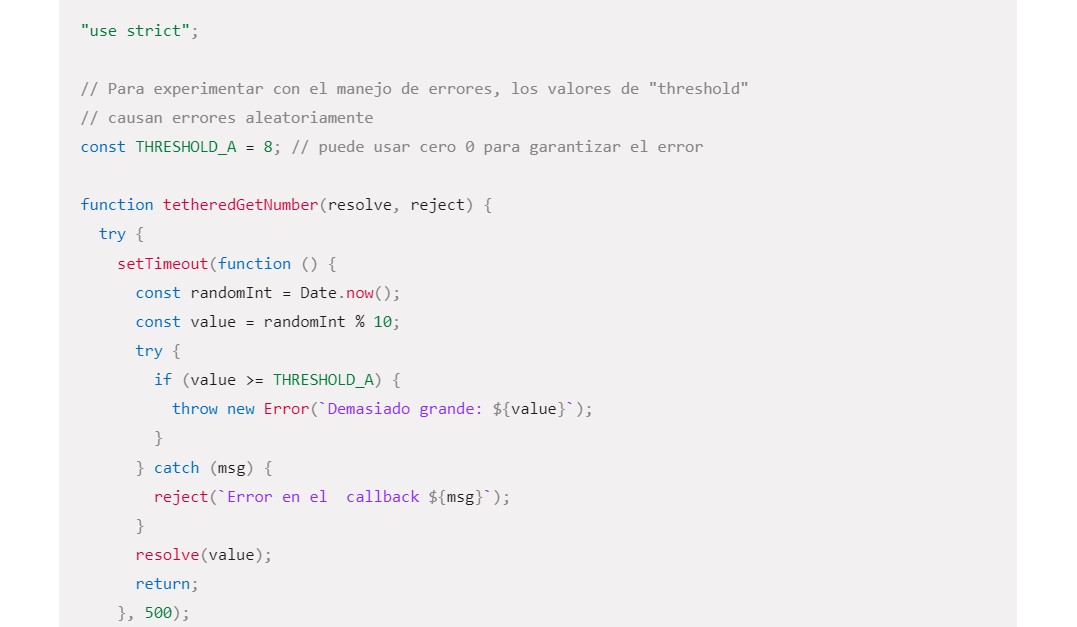 "use strict";
// Para experimentar con el manejo de errores, los valores de "threshold"
// causan errores aleatoriamente
const THRESHOLD_A = 8; // puede usar cero 0 para garantizar el error
function tetheredGetNumber(resolve, reject) {
try {
setTimeout(function () {
const randomInt = Date.now();
const value = randomInt % 10;
try {
if (value >= THRESHOLD_A) {
throw new Error(`Demasiado grande: ${value}`);
}
} catch (msg) {
reject(`Error en el  callback ${msg}`);
}
resolve(value);
return;
}, 500);